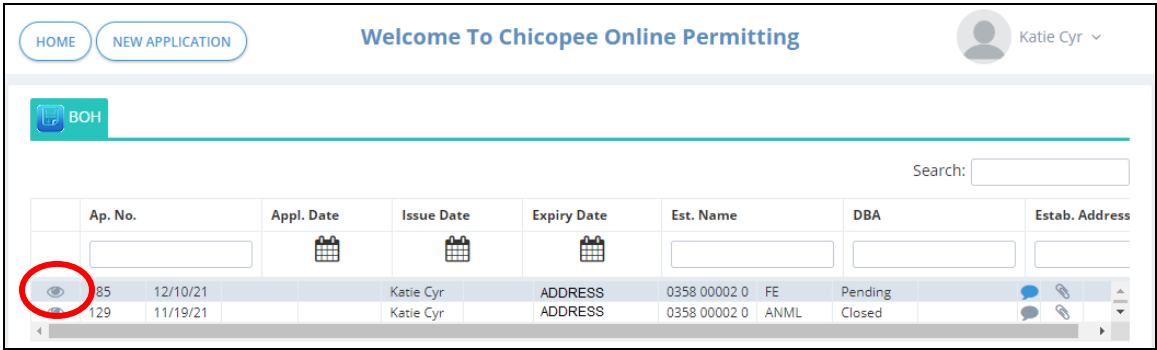 HOME NEW APPLICATION Welcome To Chicopee Online Permitting Katie Cyr
BOH
Search:
Ap. No. Appl. Date Issue Date Expiry Date Est. Name DBA Estab. Address
85 12/10/21 Katie Cyr ADDRESS 0358 00002 0 FE Pending
129 11/19/21 Katie Cyr ADDRESS 0358 00002 0 ANML Closed